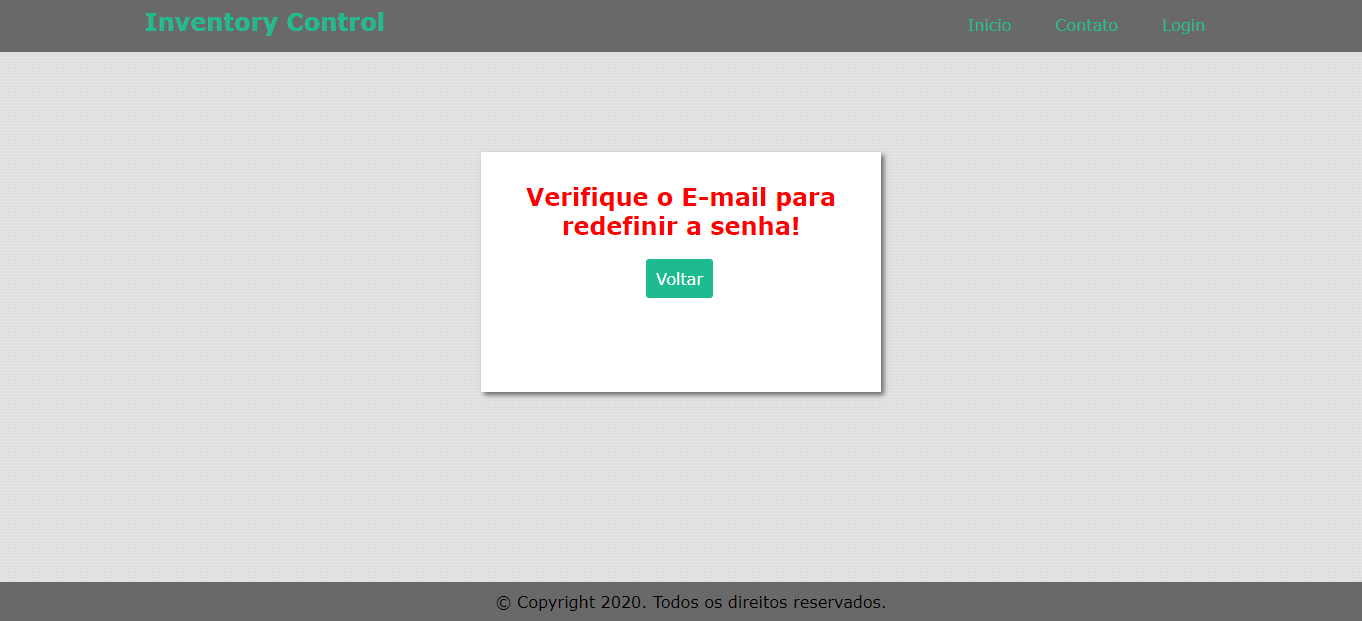 Inventory Control
Inicio
Contato
Login
Verifique o E-mail para
redefinir a senha!
Voltar
© Copyright 2020. Todos os direitos reservados.